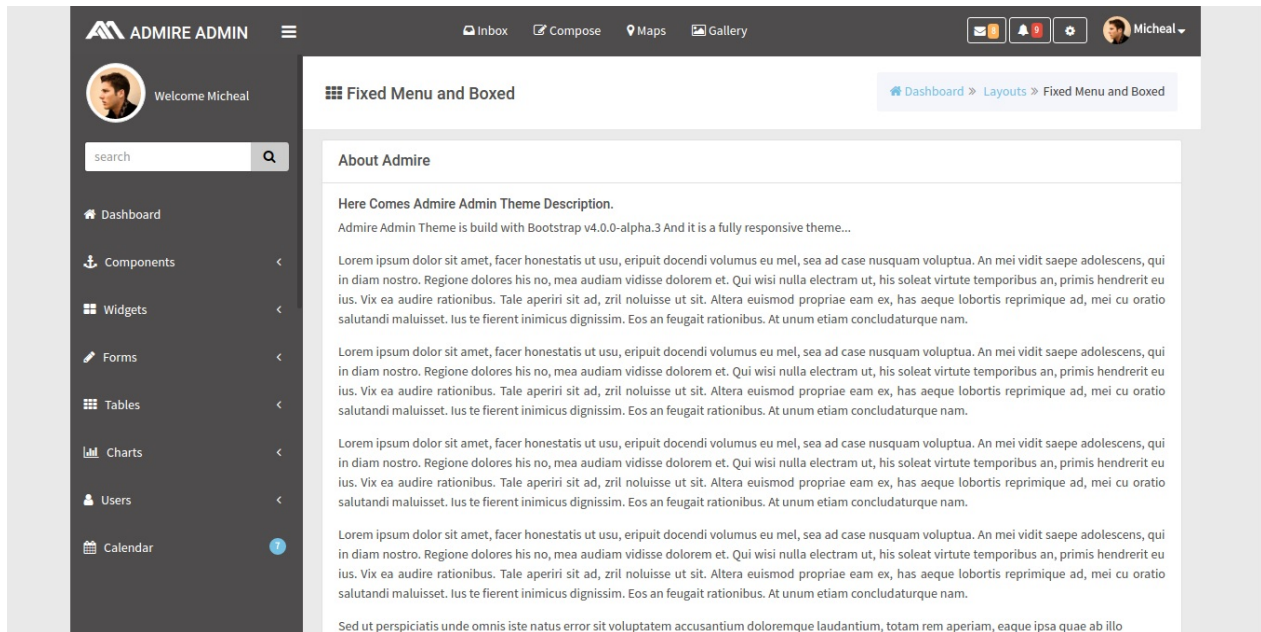 ADMIRE ADMIN
Inbox Compose Maps Gallery
9 Micheal
Welcome Micheal
search
Dashboard
Components
Widgets
Forms
Tables
Charts
Users
Calendar 7
Fixed Menu and Boxed
Dashboard » Layouts » Fixed Menu and Boxed
About Admire
Here Comes Admire Admin Theme Description.
Admire Admin Theme is build with Bootstrap v4.0.0-alpha.3 And it is a fully responsive theme...
Lorem ipsum dolor sit amet, facer honestatis ut usu, eripuit docendi volumus eu mel, sea ad case nusquam voluptua. An mei vidit saepe adolescens, qui
in diam nostro. Regione dolores his no, mea audiam vidisse dolorem et. Qui wisi nulla electram ut, his soleat virtute temporibus an, primis hendrerit eu
ius. Vix ea audire rationibus. Tale aperiri sit ad, zril noluisse ut sit. Altera euismod propriae eam ex, has aeque lobortis reprimique ad, mei cu oratio
salutandi maluisset. Ius te fierent inimicus dignissim. Eos an feugait rationibus. At unum etiam concludaturque nam.
Lorem ipsum dolor sit amet, facer honestatis ut usu, eripuit docendi volumus eu mel, sea ad case nusquam voluptua. An mei vidit saepe adolescens, qui
in diam nostro. Regione dolores his no, mea audiam vidisse dolorem et. Qui wisi nulla electram ut, his soleat virtute temporibus an, primis hendrerit eu
ius. Vix ea audire rationibus. Tale aperiri sit ad, zril noluisse ut sit. Altera euismod propriae eam ex, has aeque lobortis reprimique ad, mei cu oratio
salutandi maluisset. Ius te fierent inimicus dignissim. Eos an feugait rationibus. At unum etiam concludaturque nam.
Lorem ipsum dolor sit amet, facer honestatis ut usu, eripuit docendi volumus eu mel, sea ad case nusquam voluptua. An mei vidit saepe adolescens, qui
in diam nostro. Regione dolores his no, mea audiam vidisse dolorem et. Qui wisi nulla electram ut, his soleat virtute temporibus an, primis hendrerit eu
ius. Vix ea audire rationibus. Tale aperiri sit ad, zril noluisse ut sit. Altera euismod propriae eam ex, has aeque lobortis reprimique ad, mei cu oratio
salutandi maluisset. Ius te fierent inimicus dignissim. Eos an feugait rationibus. At unum etiam concludaturque nam.
Lorem ipsum dolor sit amet, facer honestatis ut usu, eripuit docendi volumus eu mel, sea ad case nusquam voluptua. An mei vidit saepe adolescens, qui
in diam nostro. Regione dolores his no, mea audiam vidisse dolorem et. Qui wisi nulla electram ut, his soleat virtute temporibus an, primis hendrerit eu
ius. Vix ea audire rationibus. Tale aperiri sit ad, zril noluisse ut sit. Altera euismod propriae eam ex, has aeque lobortis reprimique ad, mei cu oratio
salutandi maluisset. Ius te fierent inimicus dignissim. Eos an feugait rationibus. At unum etiam concludaturque nam.
Sed ut perspiciatis unde omnis iste natus error sit voluptatem accusantium doloremque laudantium, totam rem aperiam, eaque ipsa quae ab illo